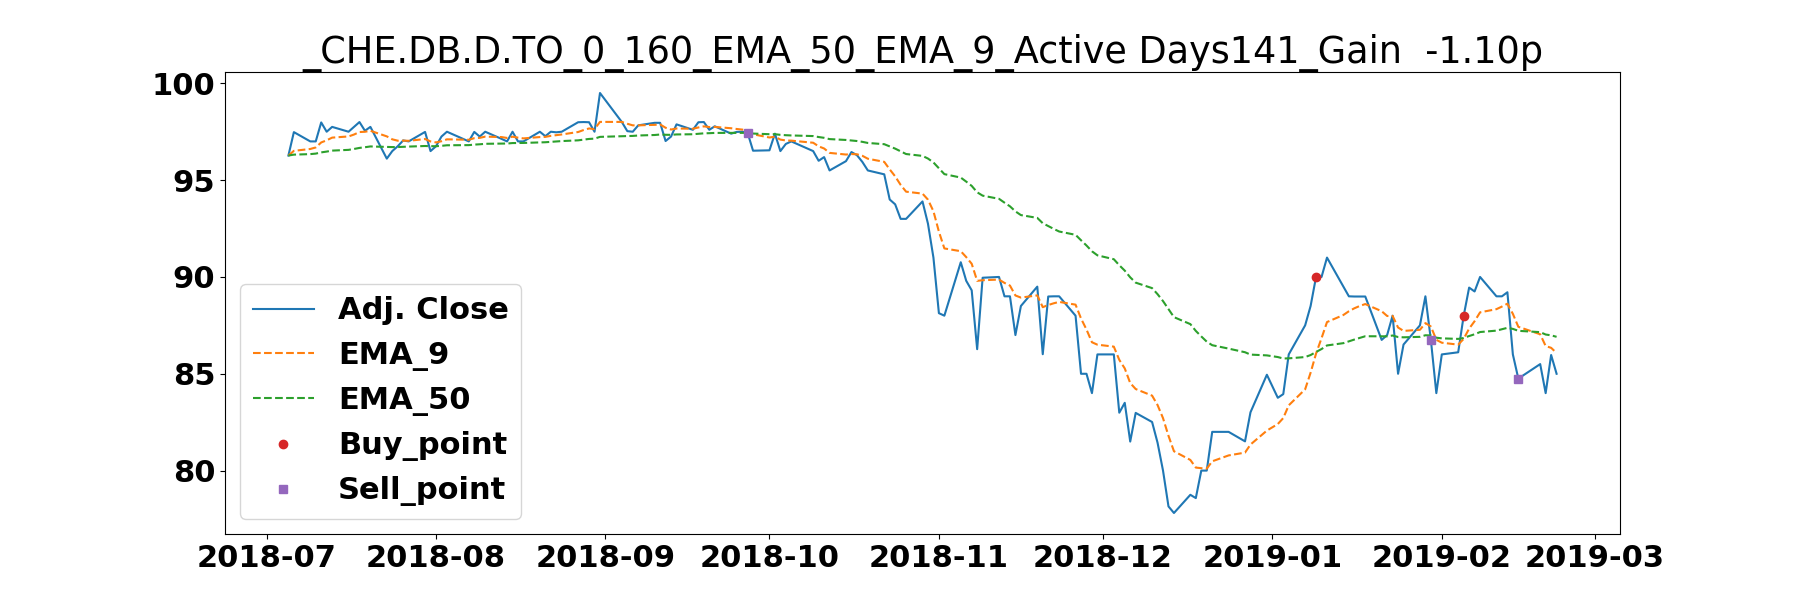 _CHE.DB.D.TO_0_160_EMA_50_EMA_9_Active Days141_Gain  -1.10p
100
95
90
85
80
Adj. Close
EMA_9
EMA_50
Buy_point
Sell_point
2018-07 2018-08 2018-09 2018-10 2018-11 2018-12 2019-01 2019-02 2019-03